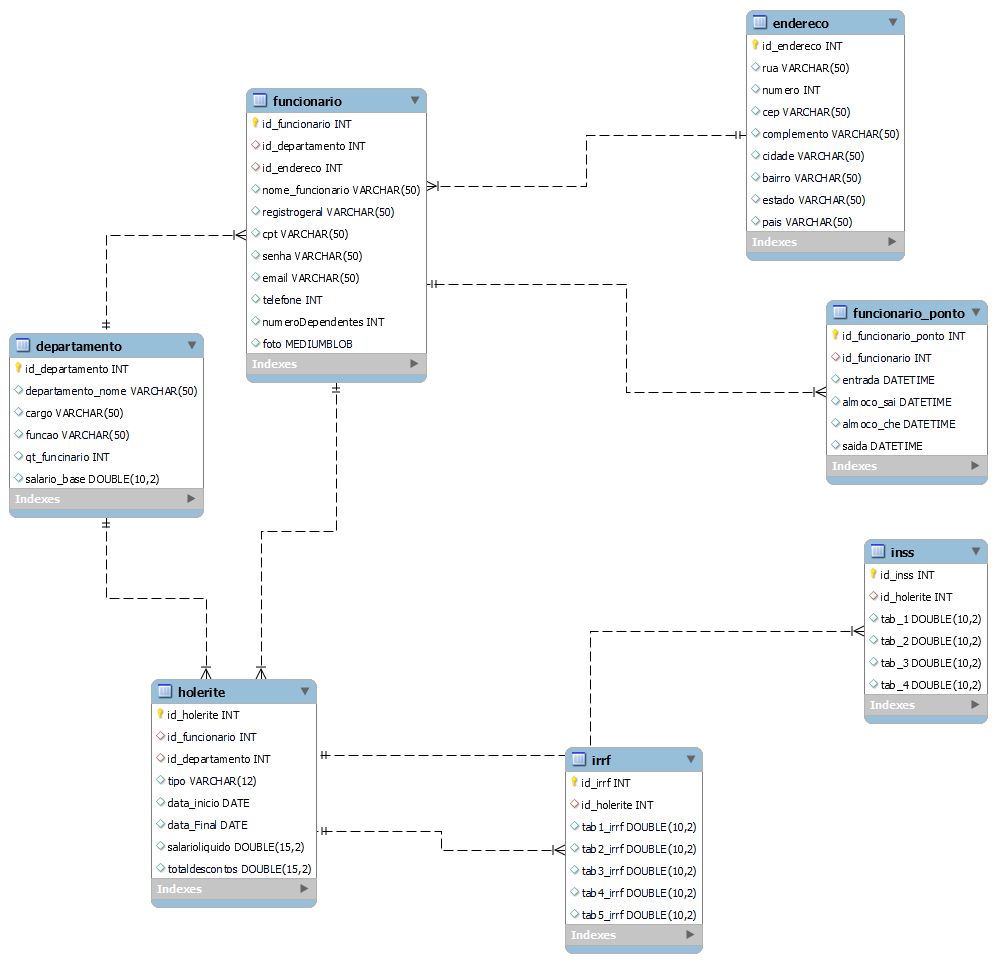 endereco
id_endereco INT
rua VARCHAR(50)
numero INT
cep VARCHAR(50)
complemento VARCHAR(50)
cidade VARCHAR(50)
bairro VARCHAR(50)
estado VARCHAR(50)
pais VARCHAR(50)
Indexes
funcionario
id_funcionario INT
id_departamento INT
id_endereco INT
nome_funcionario VARCHAR(50)
registrogeral VARCHAR(50)
cpt VARCHAR(50)
senha VARCHAR(50)
email VARCHAR(50)
telefone INT
numeroDependentes INT
foto MEDIUMBLOB
Indexes
funcionario_ponto
id_funcionario_ponto INT
id_funcionario INT
entrada DATETIME
almoco_sai DATETIME
almoco_che DATETIME
saida DATETIME
Indexes
departamento
id_departamento INT
departamento_nome VARCHAR(50)
cargo VARCHAR(50)
funcao VARCHAR(50)
qt_funcinario INT
salario_base DOUBLE(10,2)
Indexes
inss
id_inss INT
id_holerite INT
tab_1 DOUBLE(10,2)
tab_2 DOUBLE(10,2)
tab_3 DOUBLE(10,2)
tab_4 DOUBLE(10,2)
Indexes
holerite
id_holerite INT
id_funcionario INT
id_departamento INT
tipo VARCHAR(12)
data_inicio DATE
data_Final DATE
salarioliquido DOUBLE(15,2)
totaldescontos DOUBLE(15,2)
Indexes
irrf
id_irrf INT
id_holerite INT
tab1_irrf DOUBLE(10,2)
tab2_irrf DOUBLE(10,2)
tab3_irrf DOUBLE(10,2)
tab4_irrf DOUBLE(10,2)
tab5_irrf DOUBLE(10,2)
Indexes